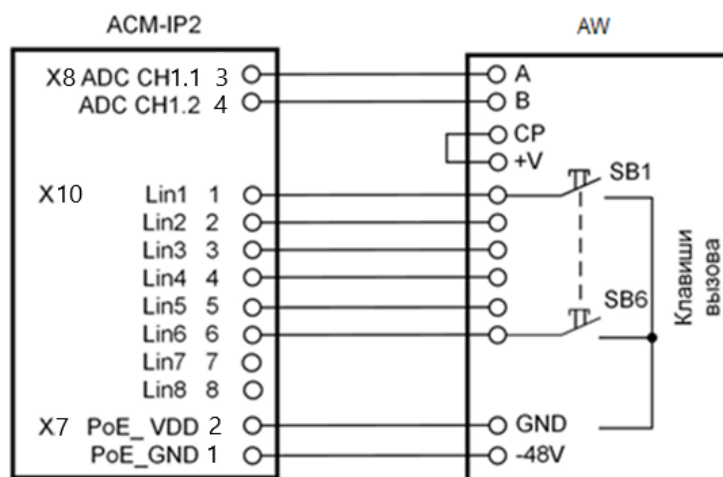 ACM-IP2
AW
X8 ADC CH1.1 3
A
ADC CH1.2 4
B
CP
+V
SB1
X10
Lin1 1
Lin2 2
Lin3 3
Lin4 4
Lin5 5
SB6
Lin6 6
Lin7 7
Lin8 8
Клавиши
вызова
X7 PoE_ VDD 2
GND
PoE_GND 1
-48V